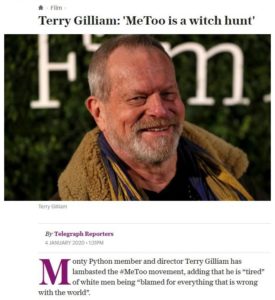 Film
Terry Gilliam: 'MeToo is a witch hunt'
Film
Terry Gilliam
By Telegraph Reporters
4 JANUARY 2020 • 1:31PM
Monty Python member and director Terry Gilliam has
lambasted the #MeToo movement, adding that he is “tired”
of white men being “blamed for everything that is wrong
with the world”.